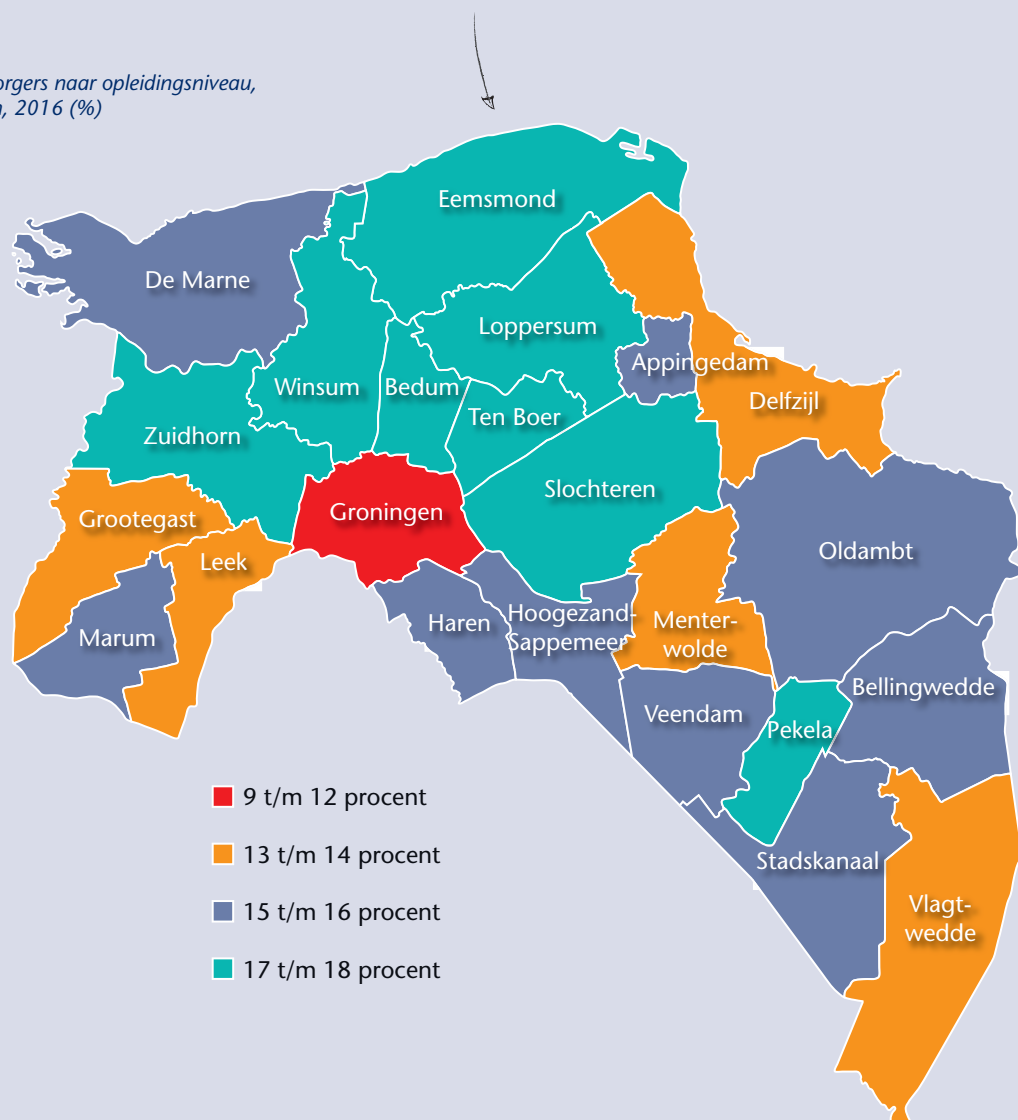 naar opleidingsniveau,
2016 (%)
Eemsmond
De Marne
Loppersum
Appingedam
Winsum
Bedum
Delfzijl
Ten Boer
Zuidhorn
Slochteren
Groningen
Grootegast
Oldambt
Leek
Hoogezand-
Sappemeer
Haren
Menter-
wolde
Marum
Bellingwedde
Veendam
Pekela
9 t/m 12 procent
13 t/m 14 procent
Stadskanaal
15 t/m 16 procent
Vlagt-
wedde
17 t/m 18 procent